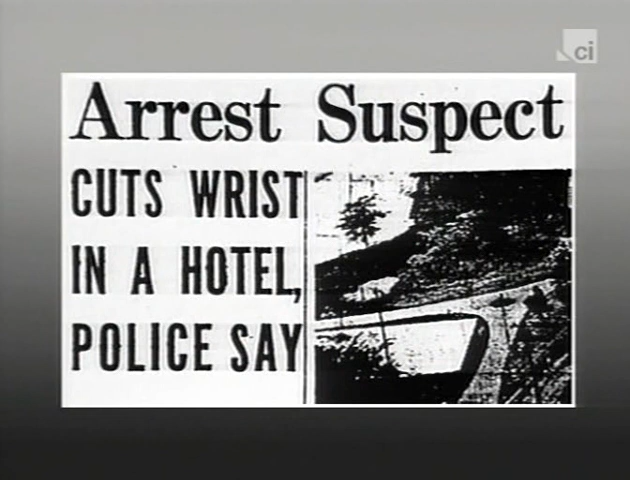 ci
Arrest Suspect
CUTS WRIST
IN A HOTEL,
POLICE SAY